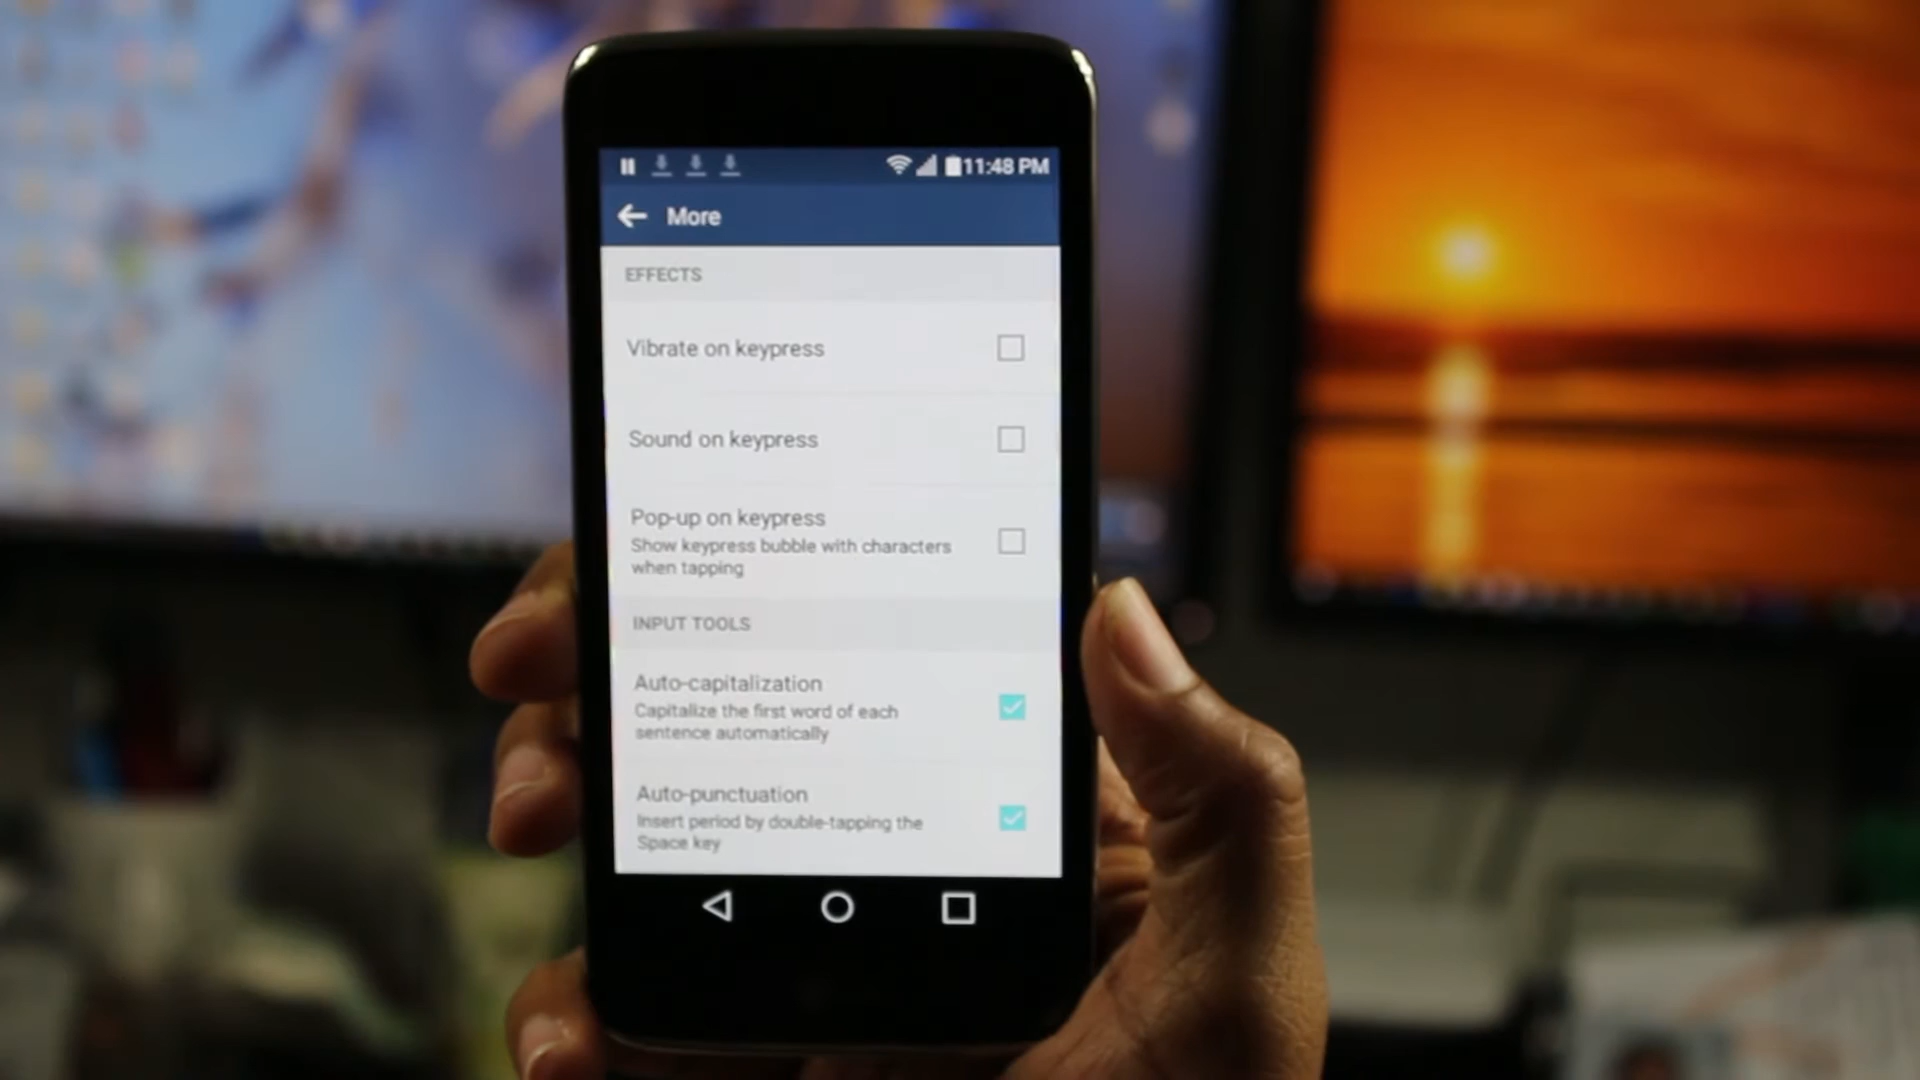 11:48 PM
More
EFFECTS
Vibrate on keypress
Sound on keypress
Pop-up on keypress
Show keypress bubble with characters
when tapping
INPUT TOOLS
Auto-capitalization
Capitalize the first word of each
sentence automatically
Auto-punctuation
Insert period by double-tapping the
Space key